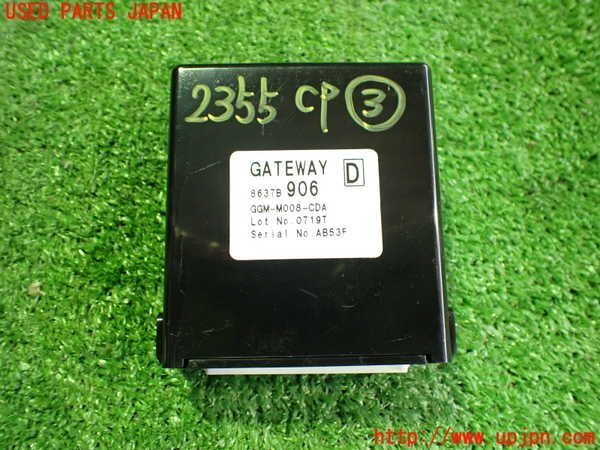 USED PARTS JAPAN
2355 CP ③
GATEWAY D
8637B 906
GGM-M008-CDA
Lot No.0719T
Serial No.AB53F
http://www.upjpn.com/